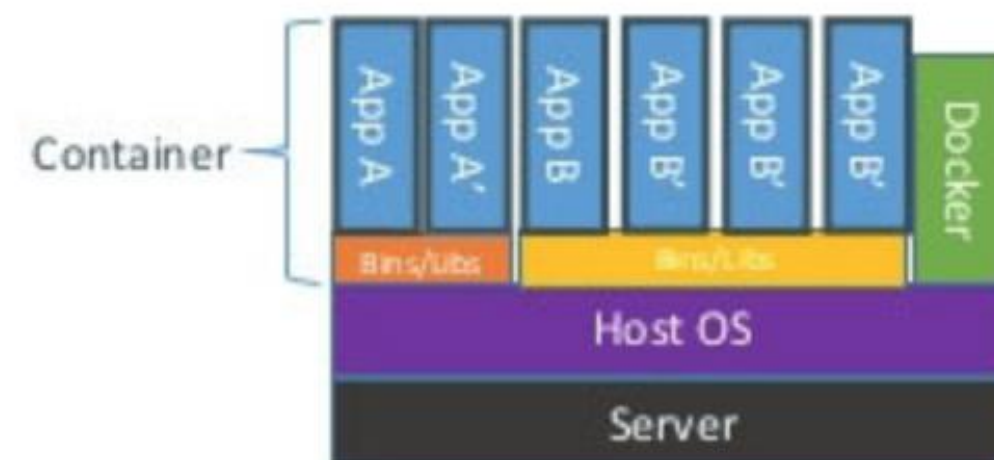 Container
App A
App A'
App B
App B'
App B'
App B'
Docker
Bins/Libs
Bins/Libs
Host OS
Server